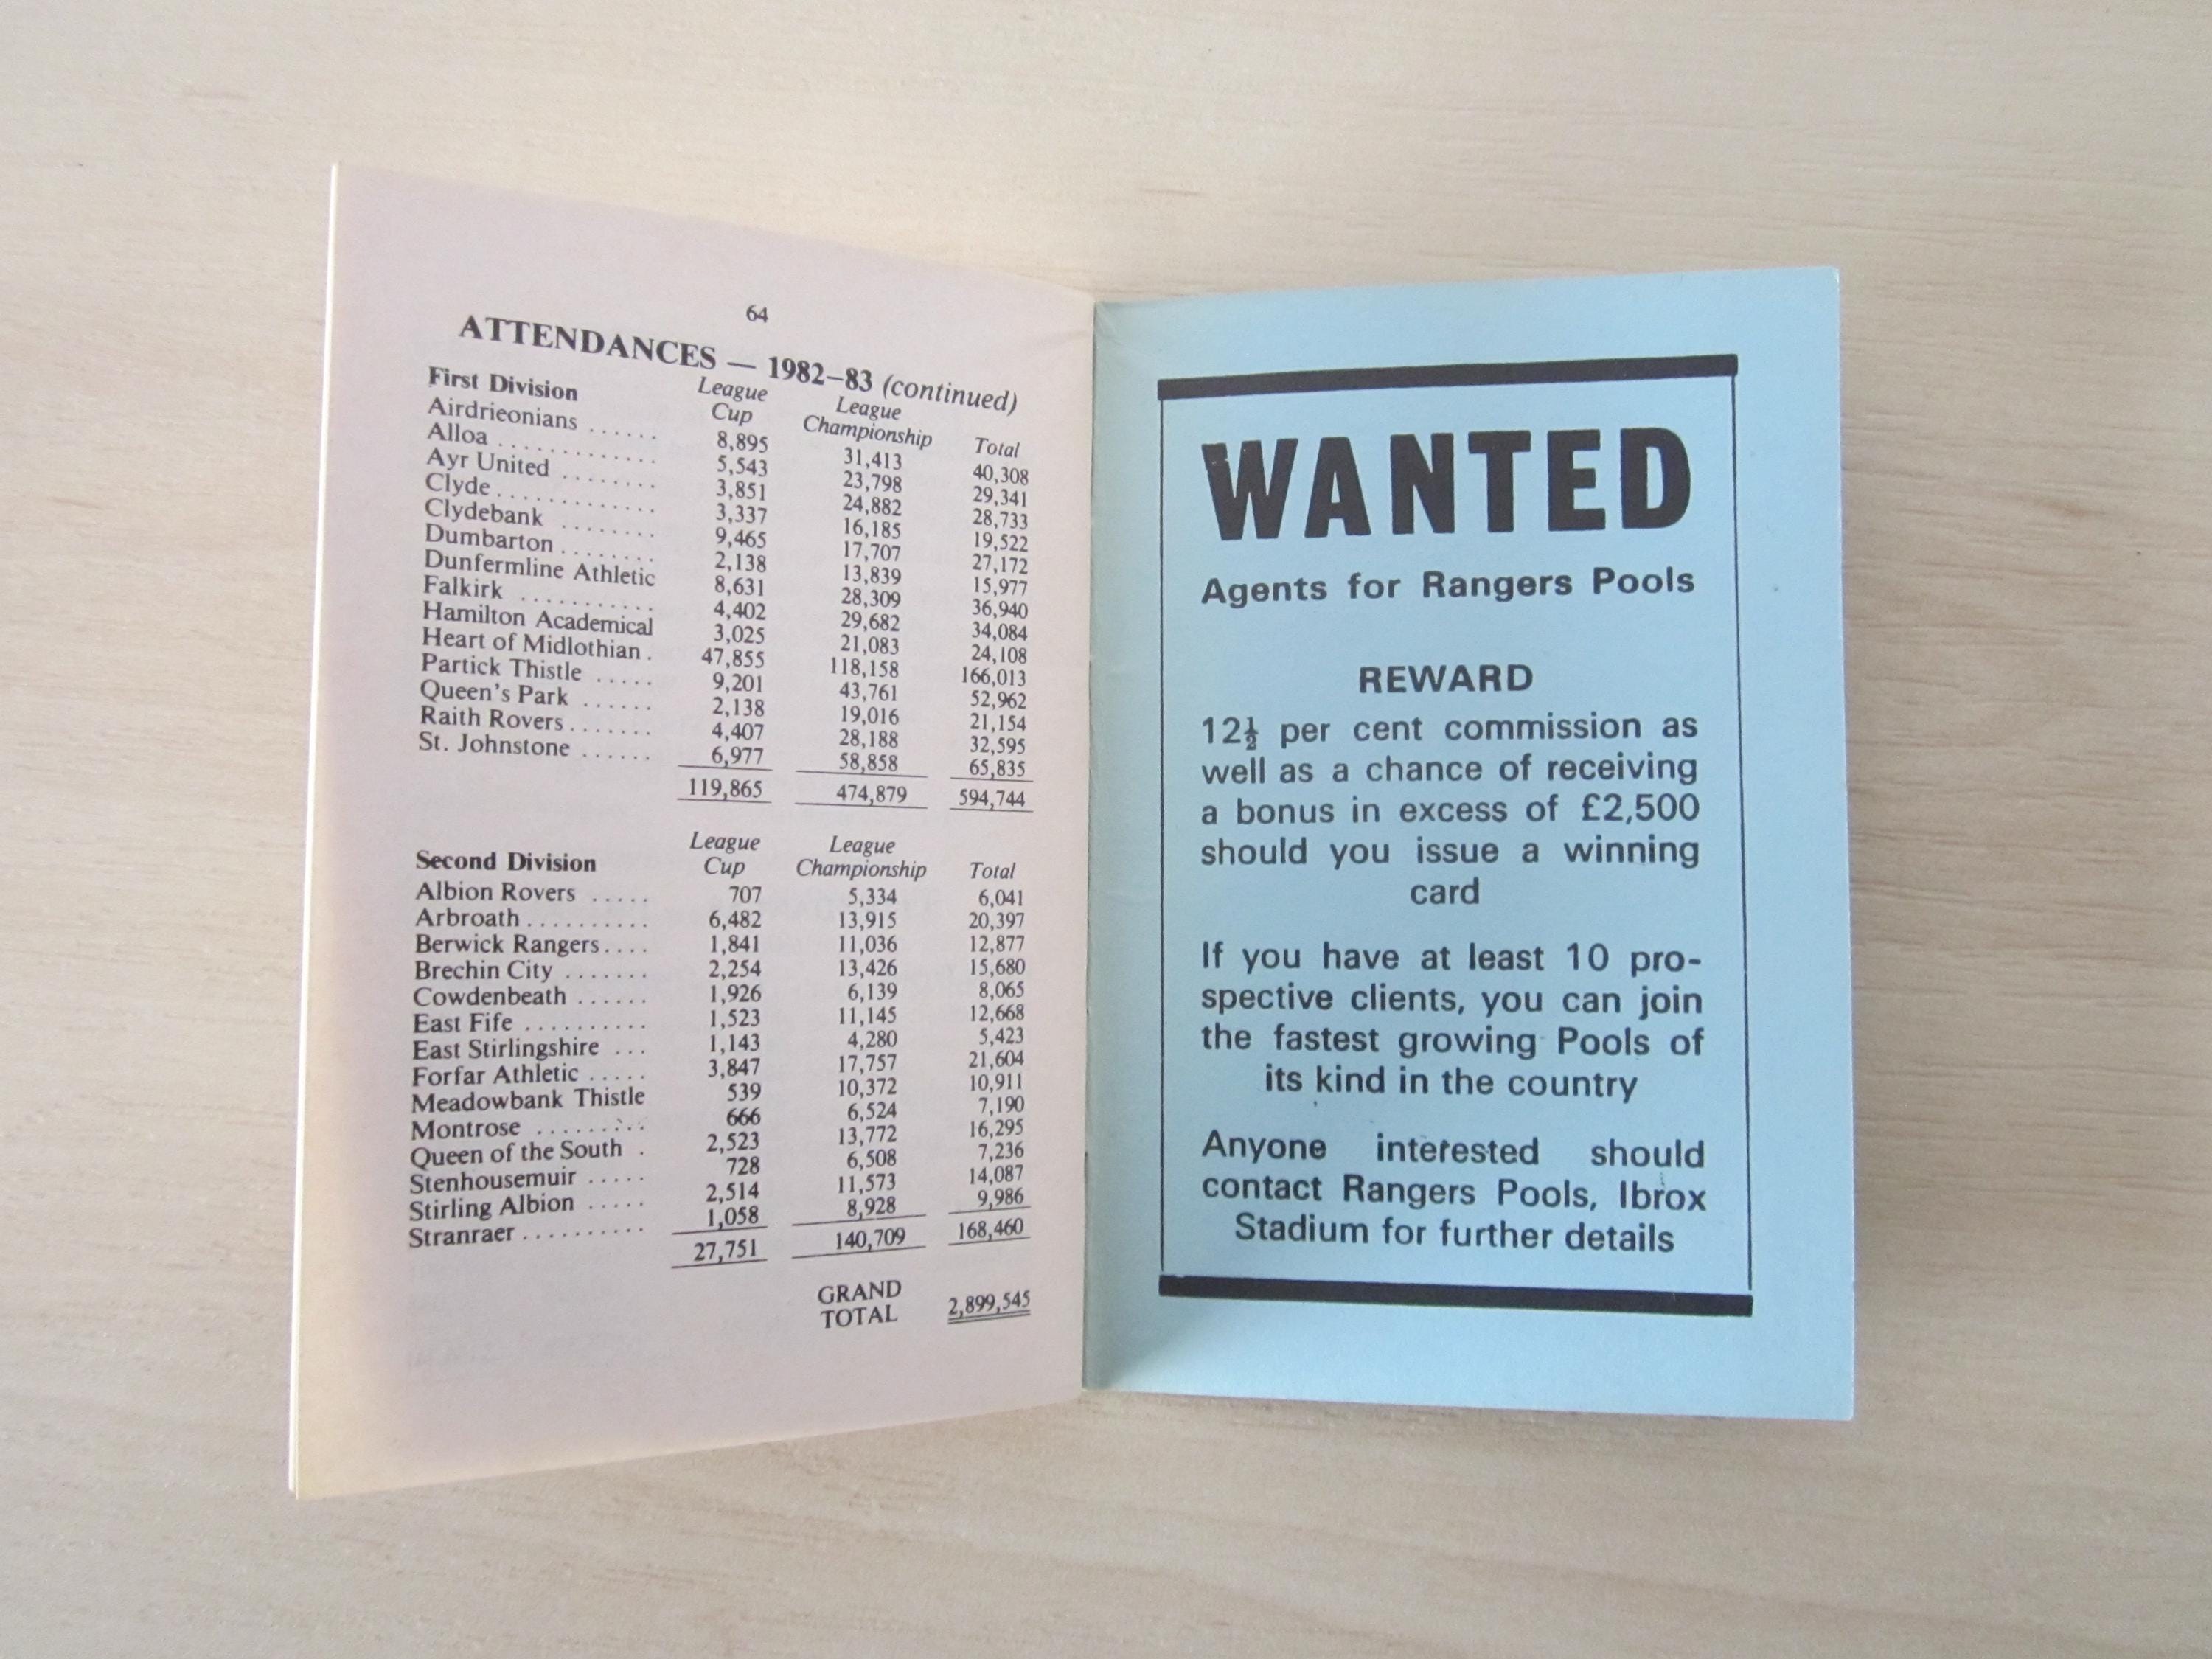 64
ATTENDANCES — 1982–83 (continued)
First Division League Cup League Championship Total
Airdrieonians ...... 8,895 31,413 40,308
Alloa ............ 5,543 23,798 29,341
Ayr United ........ 3,851 24,882 28,733
Clyde ............ 3,337 16,185 19,522
Clydebank ........ 9,465 17,707 27,172
Dumbarton ........ 2,138 13,839 15,977
Dunfermline Athletic 8,631 28,309 36,940
Falkirk ........... 4,402 29,682 34,084
Hamilton Academical 3,025 21,083 24,108
Heart of Midlothian . 47,855 118,158 166,013
Partick Thistle ..... 9,201 43,761 52,962
Queen's Park ...... 2,138 19,016 21,154
Raith Rovers ....... 4,407 28,188 32,595
St. Johnstone ...... 6,977 58,858 65,835
119,865 474,879 594,744
Second Division League Cup League Championship Total
Albion Rovers ..... 707 5,334 6,041
Arbroath .......... 6,482 13,915 20,397
Berwick Rangers .... 1,841 11,036 12,877
Brechin City ....... 2,254 13,426 15,680
Cowdenbeath ...... 1,926 6,139 8,065
East Fife .......... 1,523 11,145 12,668
East Stirlingshire ... 1,143 4,280 5,423
Forfar Athletic ..... 3,847 17,757 21,604
Meadowbank Thistle 539 10,372 10,911
Montrose ........ 666 6,524 7,190
Queen of the South . 2,523 13,772 16,295
Stenhousemuir ..... 728 6,508 7,236
Stirling Albion ..... 2,514 11,573 14,087
Stranraer .......... 1,058 8,928 9,986
27,751 140,709 168,460
GRAND
TOTAL 2,899,545
WANTED
Agents for Rangers Pools
REWARD
12½ per cent commission as
well as a chance of receiving
a bonus in excess of £2,500
should you issue a winning
card
If you have at least 10 pro-
spective clients, you can join
the fastest growing Pools of
its kind in the country
Anyone interested should
contact Rangers Pools, Ibrox
Stadium for further details